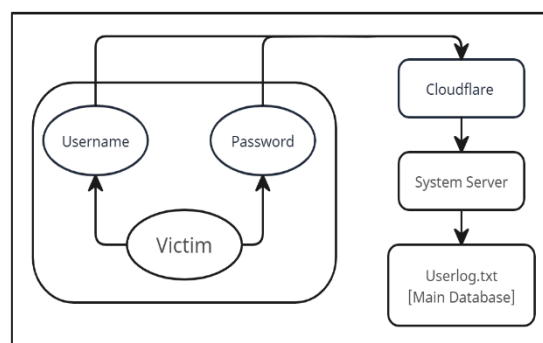 Username
Password
Victim
Cloudflare
System Server
Userlog.txt
[Main Database]